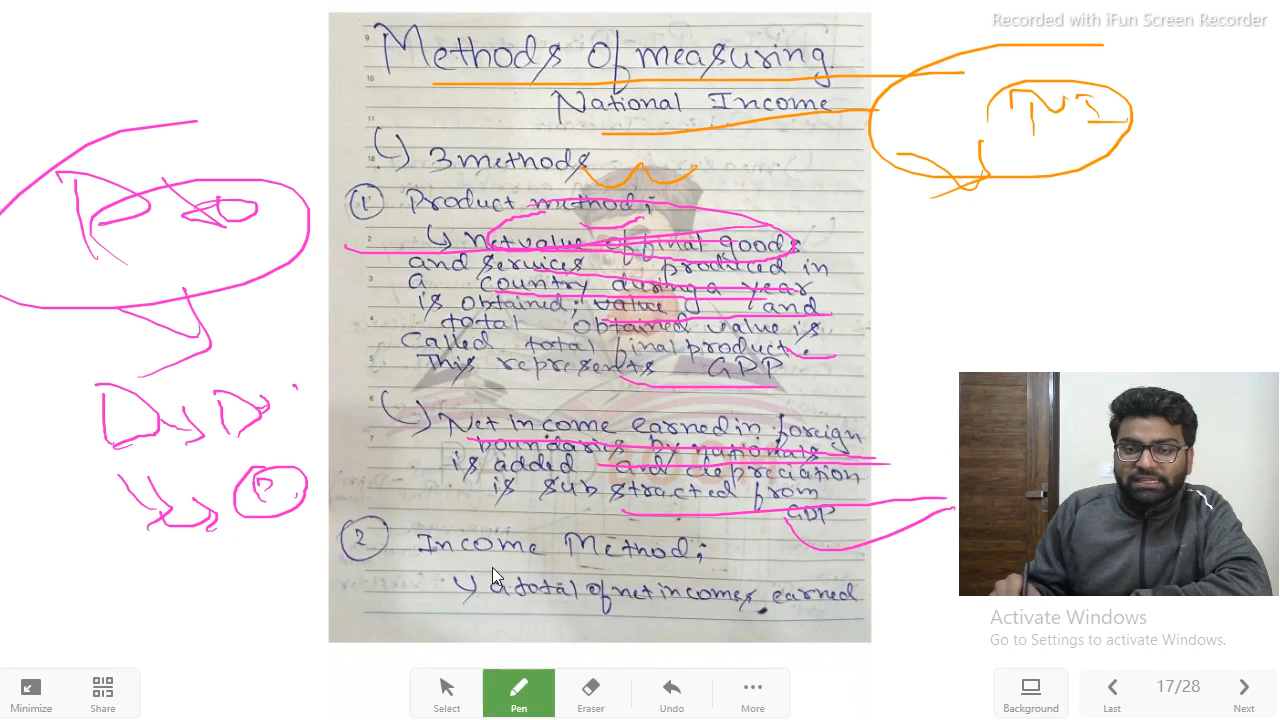 Recorded with iFun Screen Recorder
Methods of measuring
National Income
3 methods
1 Product method;
Net value of final goods
and services produced in
a country during a year
is obtained; value and
total obtained value is
Called total final product.
This represents GDP
Net income earned in foreign
boundaries by nationals
is added and depreciation
is substracted from
GDP
2 Income Method;
a total of net incomes earned
Activate Windows
Go to Settings to activate Windows.
Minimize
Share
Select
Pen
Eraser
Undo
More
Background
Last
17/28
Next